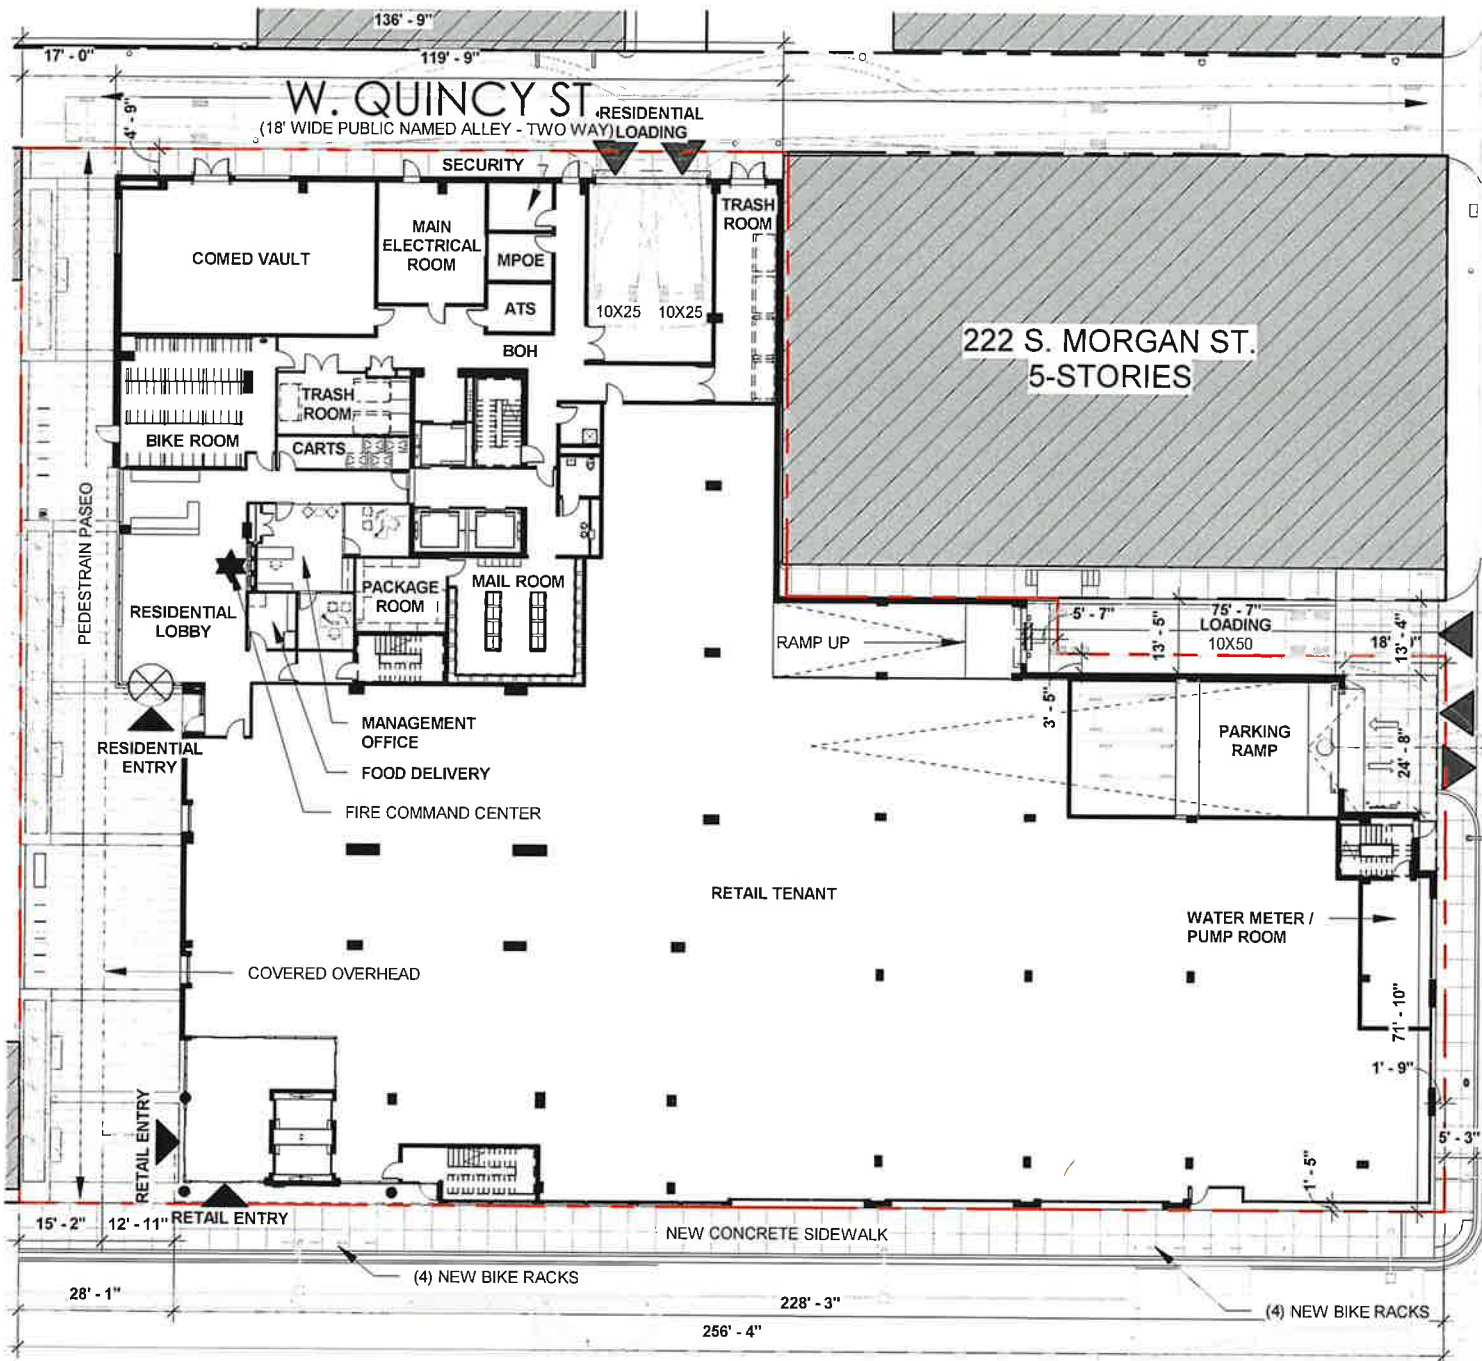 136' - 9"
17' - 0"
119' - 9"
W. QUINCY ST.
(18' WIDE PUBLIC NAMED ALLEY - TWO WAY)
RESIDENTIAL
LOADING
4' - 9"
SECURITY
TRASH
ROOM
MAIN
ELECTRICAL
ROOM
COMED VAULT
MPOE
ATS
10X25
10X25
BOH
222 S. MORGAN ST.
5-STORIES
TRASH
ROOM
BIKE ROOM
CARTS
PEDESTRAIN PASEO
MAIL ROOM
PACKAGE
ROOM
RESIDENTIAL
LOBBY
RAMP UP
5' - 7"
13' - 5"
75' - 7"
LOADING
10X50
18'
13' - 4"
3' - 5"
MANAGEMENT
OFFICE
RESIDENTIAL
ENTRY
FOOD DELIVERY
FIRE COMMAND CENTER
PARKING
RAMP
24' - 8"
RETAIL TENANT
WATER METER /
PUMP ROOM
COVERED OVERHEAD
71' - 10"
1' - 9"
RETAIL ENTRY
5' - 3"
1' - 5"
15' - 2"
12' - 11"
RETAIL ENTRY
NEW CONCRETE SIDEWALK
(4) NEW BIKE RACKS
28' - 1"
228' - 3"
(4) NEW BIKE RACKS
256' - 4"